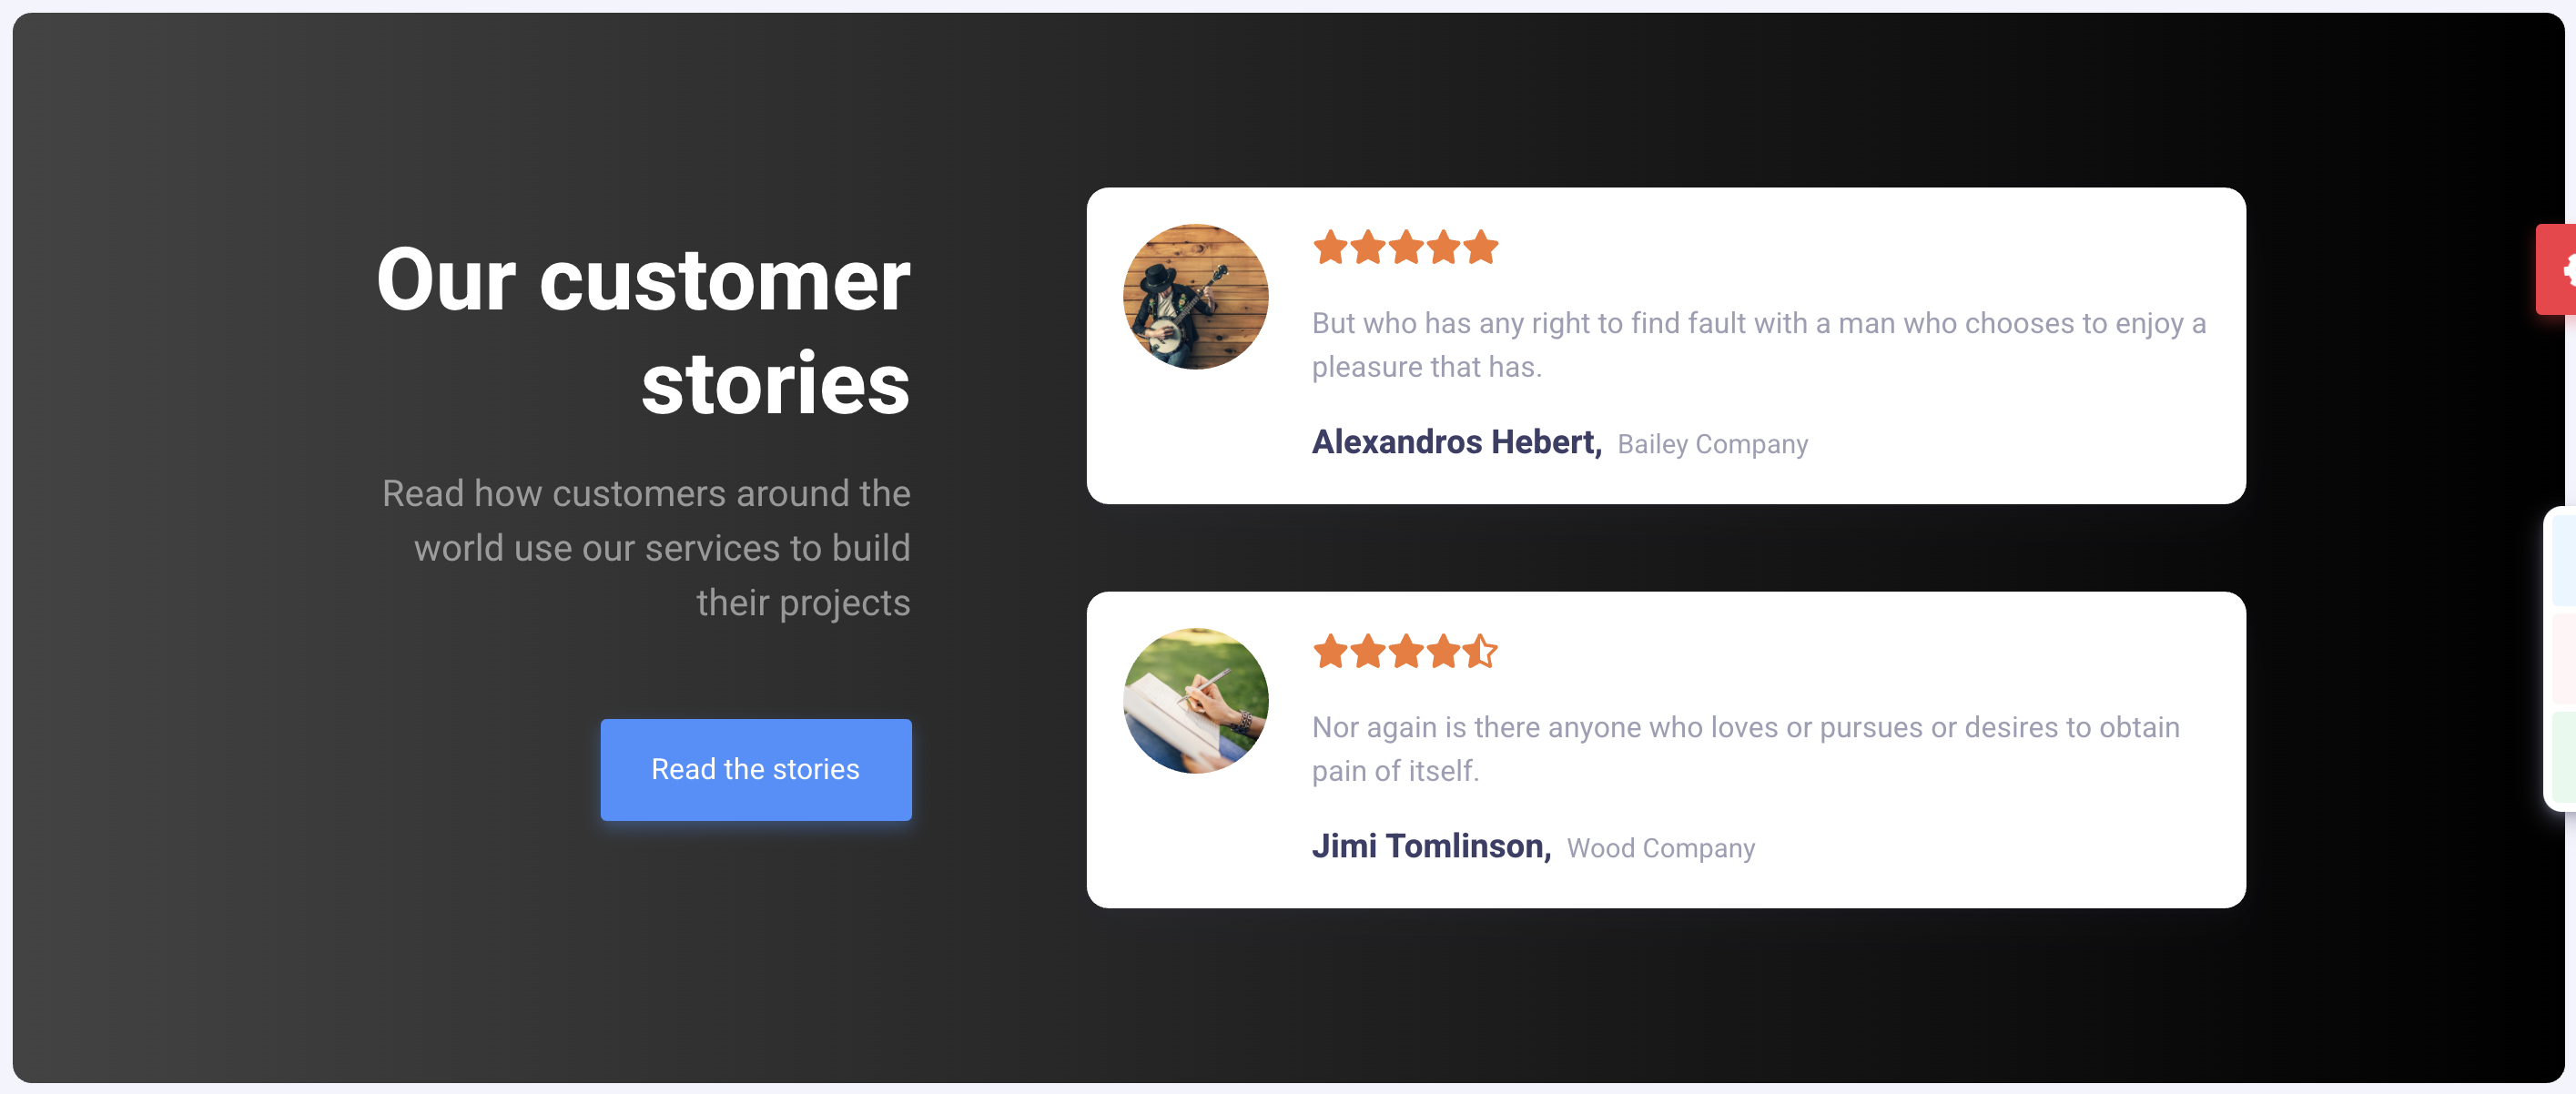 Our customer
stories
Read how customers around the
world use our services to build
their projects
Read the stories
But who has any right to find fault with a man who chooses to enjoy a
pleasure that has.
Alexandros Hebert, Bailey Company
Nor again is there anyone who loves or pursues or desires to obtain
pain of itself.
Jimi Tomlinson, Wood Company